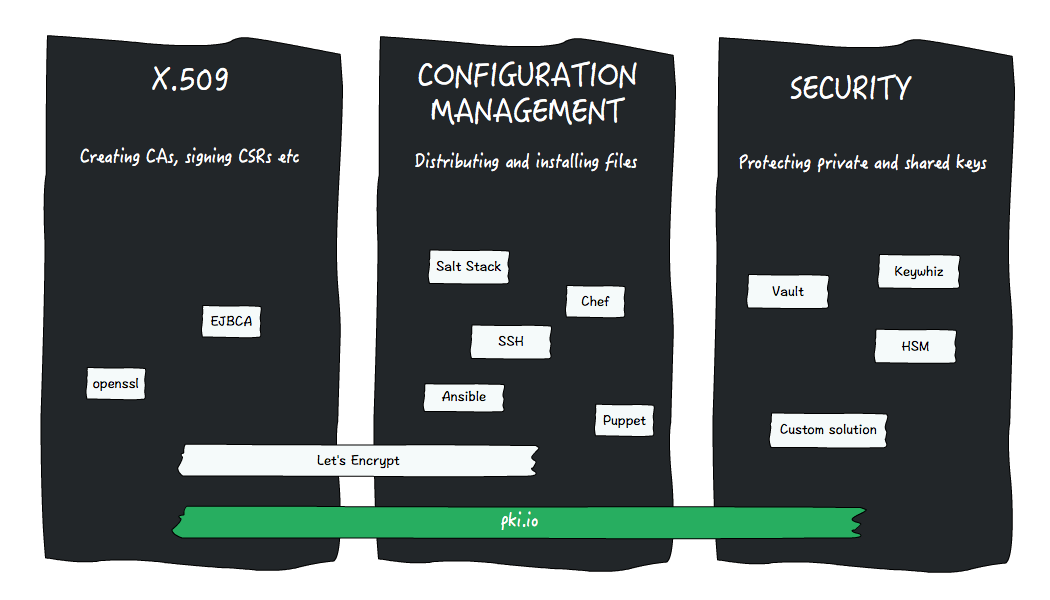 X.509
Creating CAs, signing CSRs etc
EJBCA
openssl
CONFIGURATION
MANAGEMENT
Distributing and installing files
Salt Stack
Chef
SSH
Ansible
Puppet
SECURITY
Protecting private and shared keys
Keywhiz
Vault
HSM
Custom solution
Let's Encrypt
pki.io